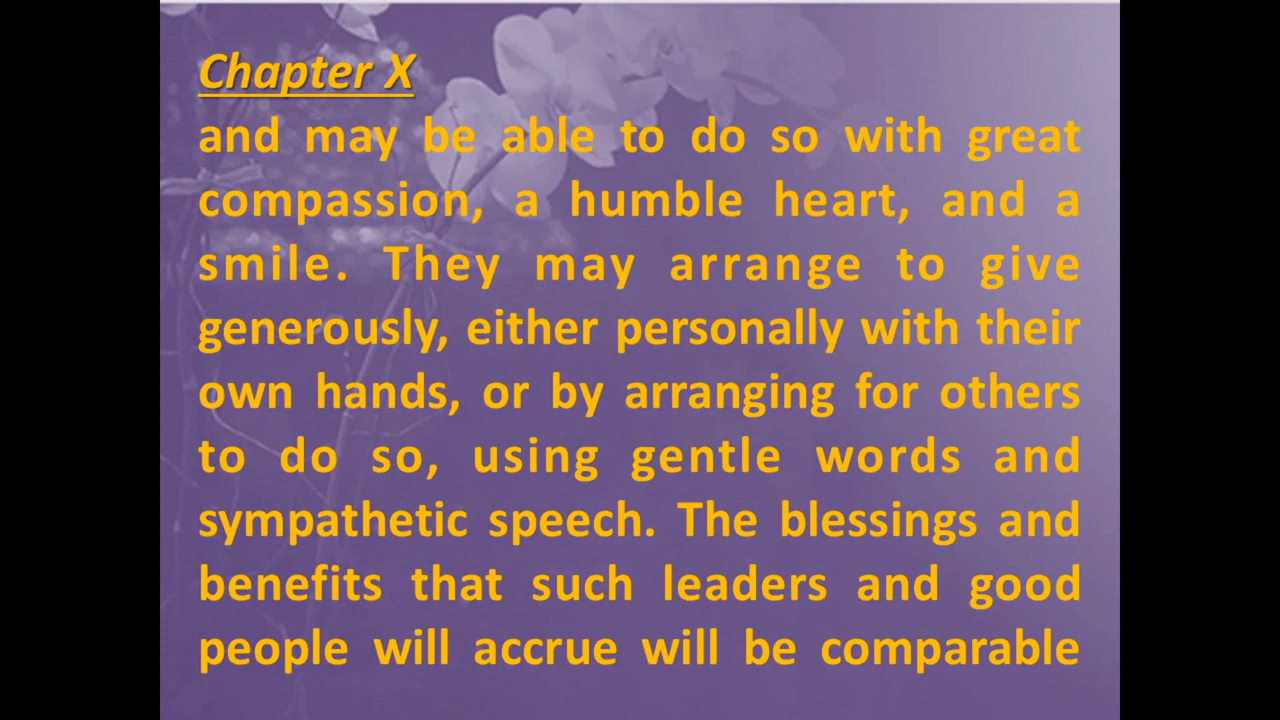 Chapter X
and may be able to do so with great
compassion, a humble heart, and a
smile. They may arrange to give
generously, either personally with their
own hands, or by arranging for others
to do so, using gentle words and
sympathetic speech. The blessings and
benefits that such leaders and good
people will accrue will be comparable